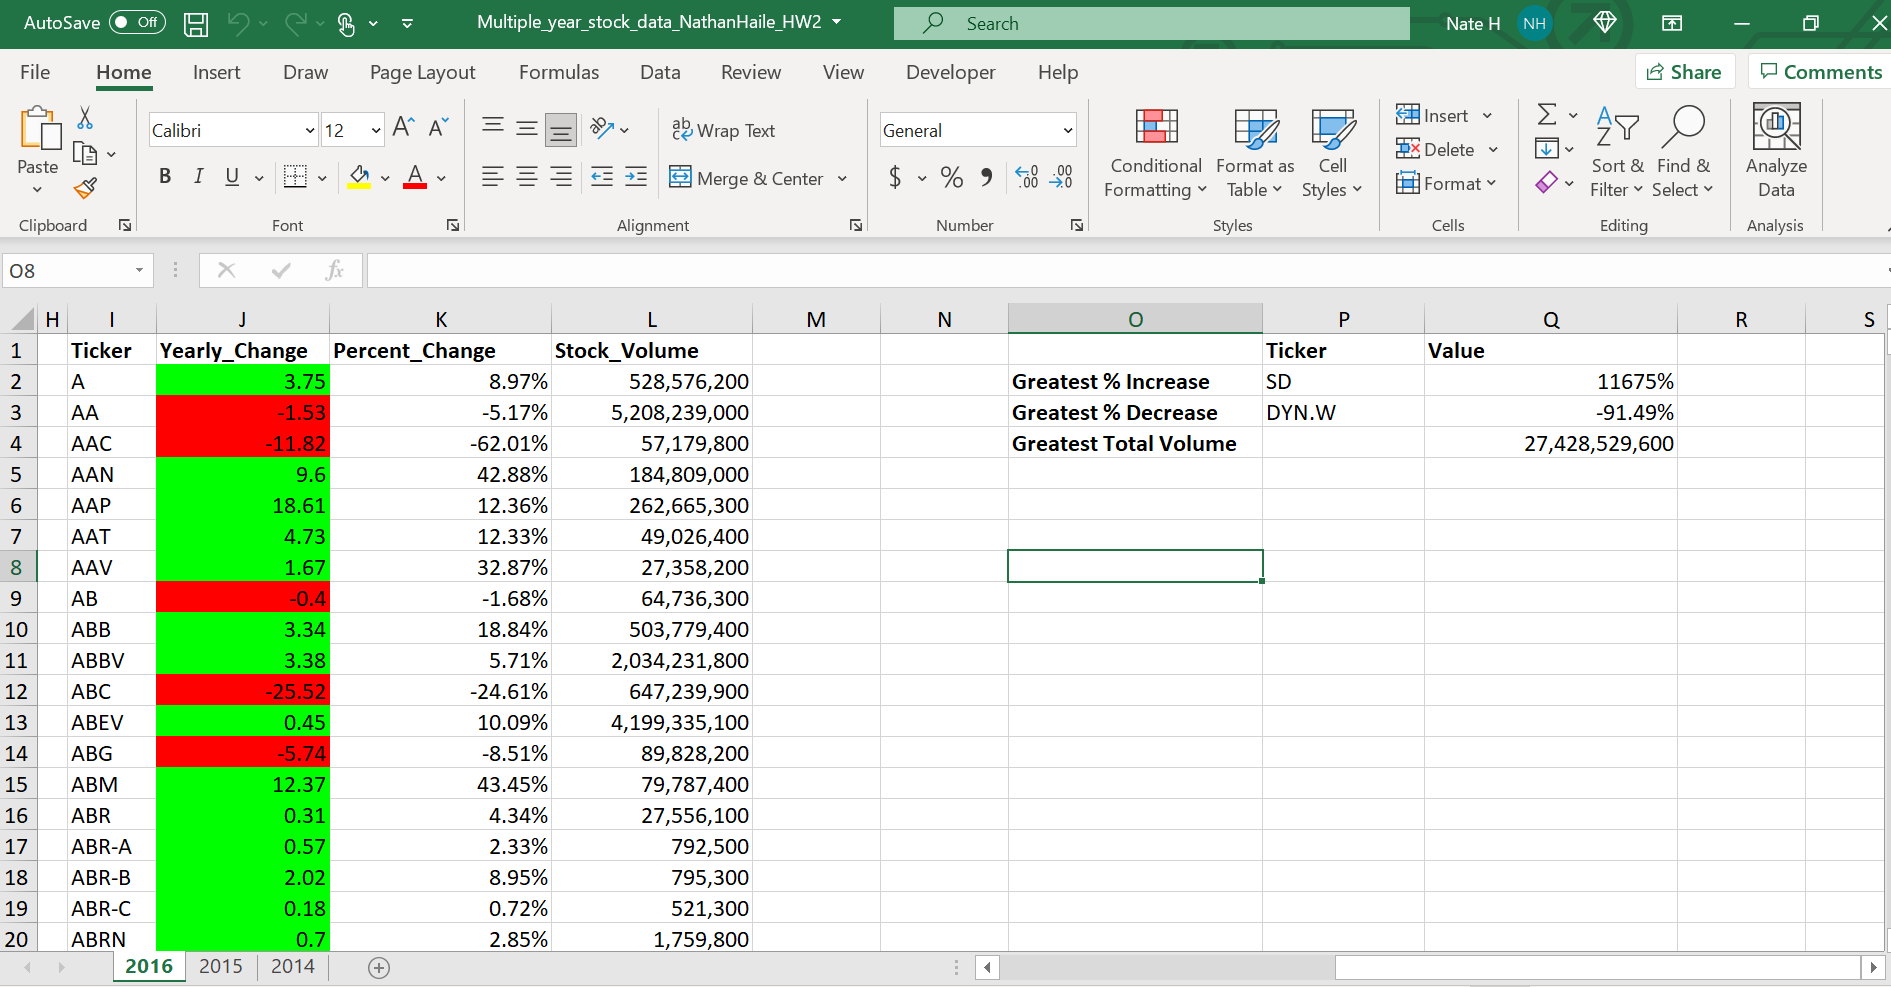 AutoSave Off Multiple_year_stock_data_NathanHaile_HW2 Search Nate H NH
File Home Insert Draw Page Layout Formulas Data Review View Developer Help Share Comments
Paste
Clipboard
Calibri 12
B I U
Font
ab Wrap Text
Merge & Center
Alignment
General
$ % , .00 .00
Number
Conditional Formatting
Format as Table
Cell Styles
Styles
Insert
Delete
Format
Cells
Sort & Filter
Find & Select
Editing
Analyze Data
Analysis
O8 fx
H I J K L M N O P Q R S
1 Ticker Yearly_Change Percent_Change Stock_Volume Ticker Value
2 A 3.75 8.97% 528,576,200 Greatest % Increase SD 11675%
3 AA -1.53 -5.17% 5,208,239,000 Greatest % Decrease DYN.W -91.49%
4 AAC -11.82 -62.01% 57,179,800 Greatest Total Volume 27,428,529,600
5 AAN 9.6 42.88% 184,809,000
6 AAP 18.61 12.36% 262,665,300
7 AAT 4.73 12.33% 49,026,400
8 AAV 1.67 32.87% 27,358,200
9 AB -0.4 -1.68% 64,736,300
10 ABB 3.34 18.84% 503,779,400
11 ABBV 3.38 5.71% 2,034,231,800
12 ABC -25.52 -24.61% 647,239,900
13 ABEV 0.45 10.09% 4,199,335,100
14 ABG -5.74 -8.51% 89,828,200
15 ABM 12.37 43.45% 79,787,400
16 ABR 0.31 4.34% 27,556,100
17 ABR-A 0.57 2.33% 792,500
18 ABR-B 2.02 8.95% 795,300
19 ABR-C 0.18 0.72% 521,300
20 ABRN 0.7 2.85% 1,759,800
2016 2015 2014